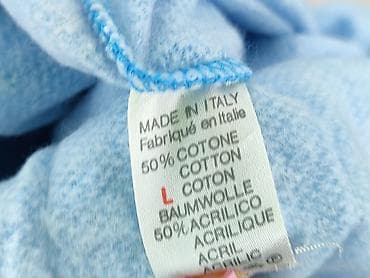 MADE IN ITALY
Fabriqué en Italie
50% COTONE
COTTON
L COTON
BAUMWOLLE
50% ACRILICO
ACRILIQUE
ACRIL